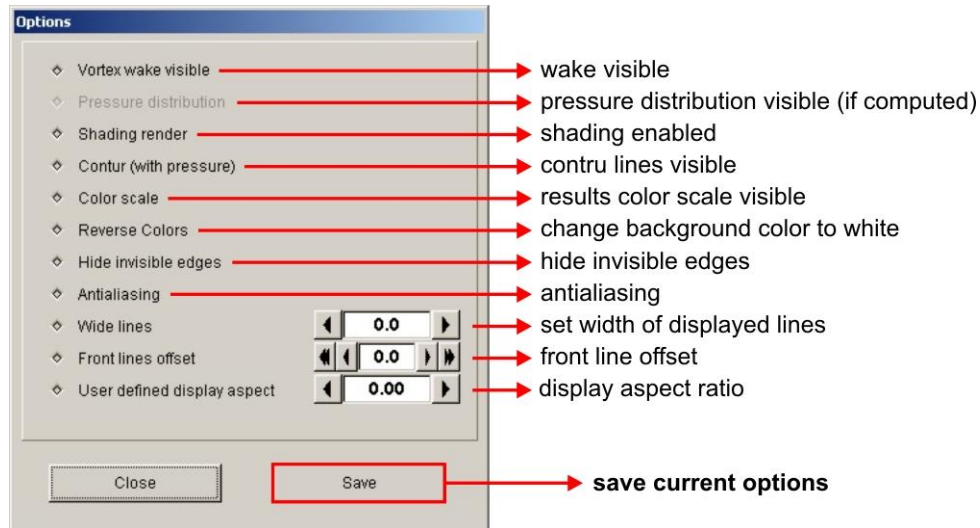 Options
Vortex wake visible
wake visible
Pressure distribution
pressure distribution visible (if computed)
Shading render
shading enabled
Contur (with pressure)
contru lines visible
Color scale
results color scale visible
Reverse Colors
change background color to white
Hide invisible edges
hide invisible edges
Antialiasing
antialiasing
Wide lines
0.0
set width of displayed lines
Front lines offset
0.0
front line offset
User defined display aspect
0.00
display aspect ratio
Close
Save
save current options